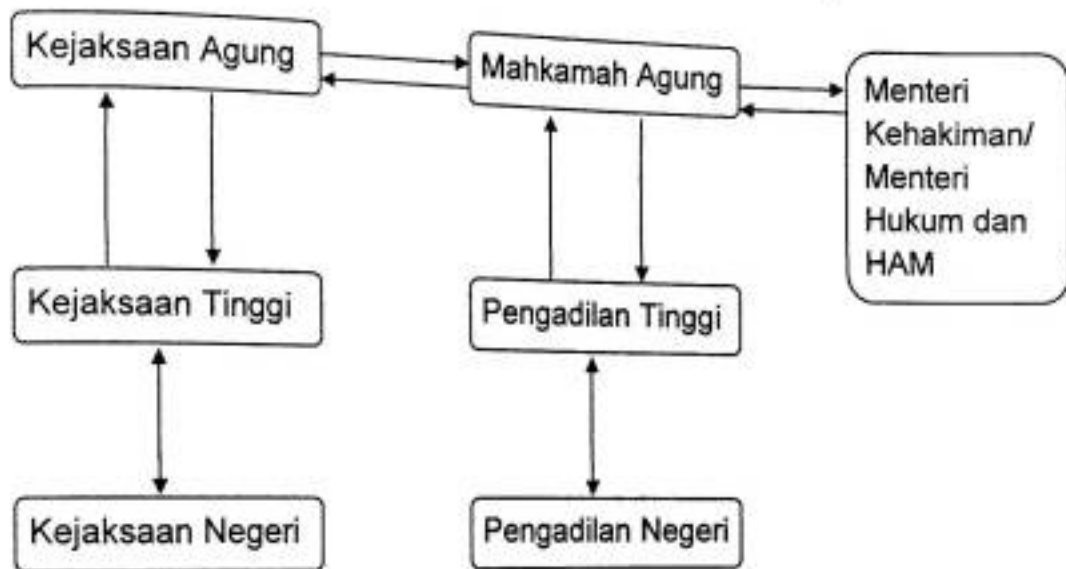 Kejaksaan Agung
Mahkamah Agung
Menteri
Kehakiman/
Menteri
Hukum dan
HAM
Kejaksaan Tinggi
Pengadilan Tinggi
Kejaksaan Negeri
Pengadilan Negeri